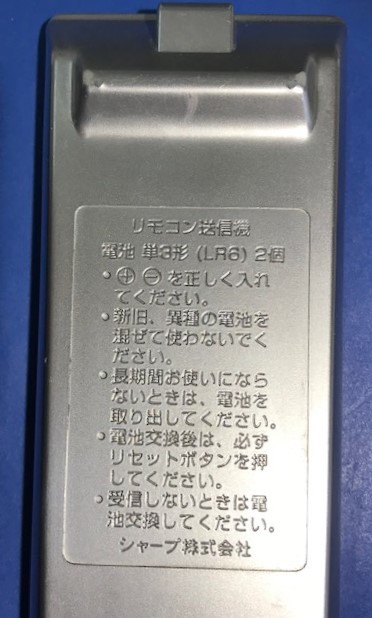 リモコン送信機
電池 単3形 (LR6) 2個
•⊕ ⊖ を正しく入れ
てください。
•新旧、異種の電池を
混ぜて使わないでく
ださい。
•長期間お使いになら
ないときは、電池を
取り出してください。
•電池交換後は、必ず
リセットボタンを押
してください。
•受信しないときは電
池交換してください。
シャープ株式会社